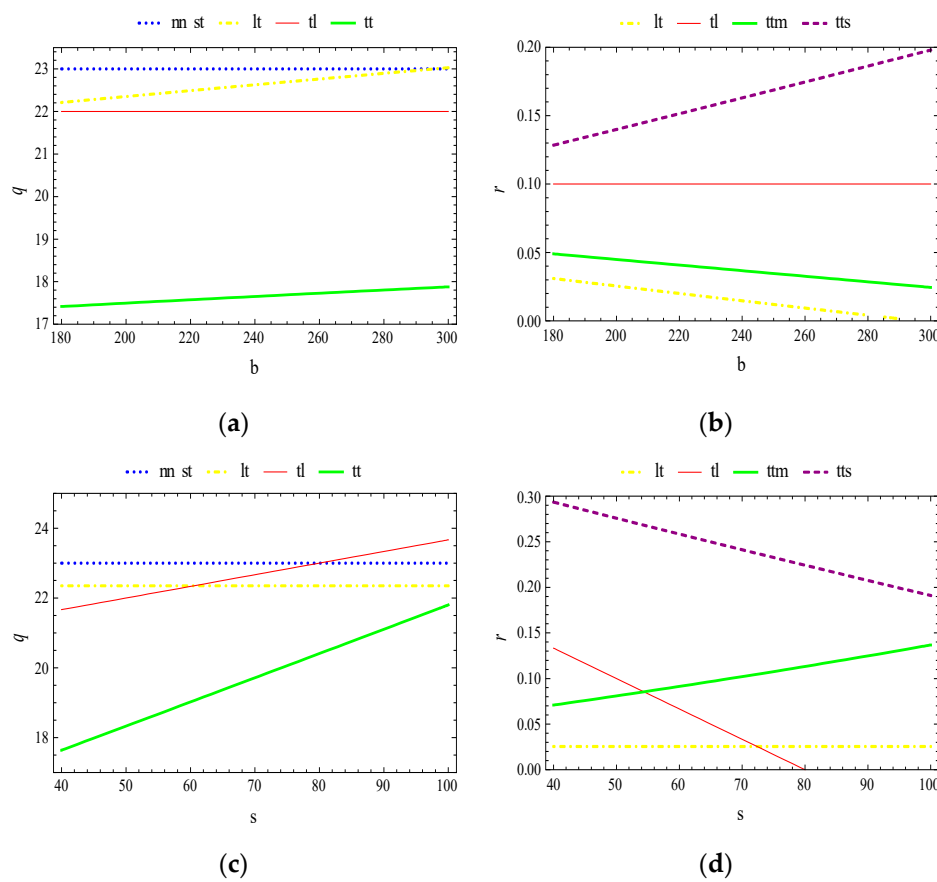 nn st lt tl tt
23
22
21
20
19
18
17
q
180 200 220 240 260 280 300
b
(a)
lt tl ttm tts
0.20
0.15
0.10
0.05
0.00
r
180 200 220 240 260 280 300
b
(b)
nn st lt tl tt
24
22
20
18
q
40 50 60 70 80 90 100
s
(c)
lt tl ttm tts
0.30
0.25
0.20
0.15
0.10
0.05
0.00
r
40 50 60 70 80 90 100
s
(d)